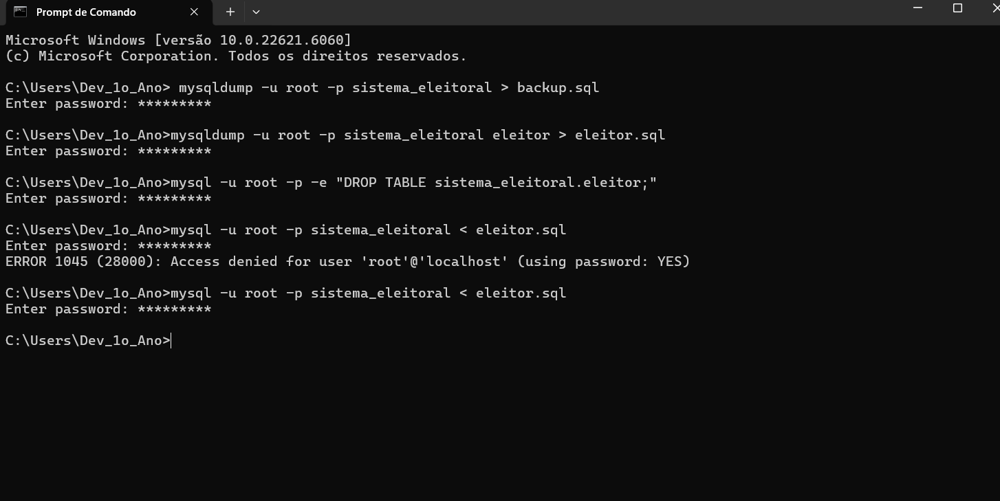 Prompt de Comando
Microsoft Windows [versão 10.0.22621.6060]
(c) Microsoft Corporation. Todos os direitos reservados.
C:\Users\Dev_1o_Ano> mysqldump -u root -p sistema_eleitoral > backup.sql
Enter password: *********
C:\Users\Dev_1o_Ano>mysqldump -u root -p sistema_eleitoral eleitor > eleitor.sql
Enter password: *********
C:\Users\Dev_1o_Ano>mysql -u root -p -e "DROP TABLE sistema_eleitoral.eleitor;"
Enter password: *********
C:\Users\Dev_1o_Ano>mysql -u root -p sistema_eleitoral < eleitor.sql
Enter password: *********
ERROR 1045 (28000): Access denied for user 'root'@'localhost' (using password: YES)
C:\Users\Dev_1o_Ano>mysql -u root -p sistema_eleitoral < eleitor.sql
Enter password: *********
C:\Users\Dev_1o_Ano>